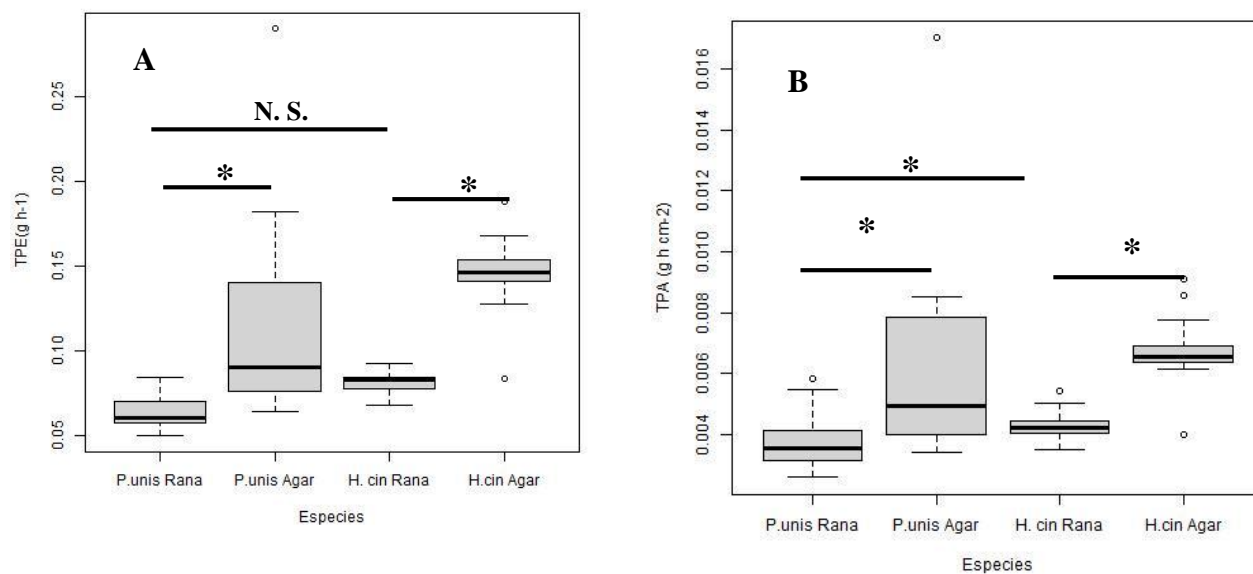 A
N. S.
*
*
TPE(g h-1)
0.25
0.20
0.15
0.10
0.05
P.unis Rana P.unis Agar H. cin Rana H.cin Agar
Especies
B
*
*
*
TPA (g h cm-2)
0.016
0.014
0.012
0.010
0.008
0.006
0.004
P.unis Rana P.unis Agar H. cin Rana H.cin Agar
Especies